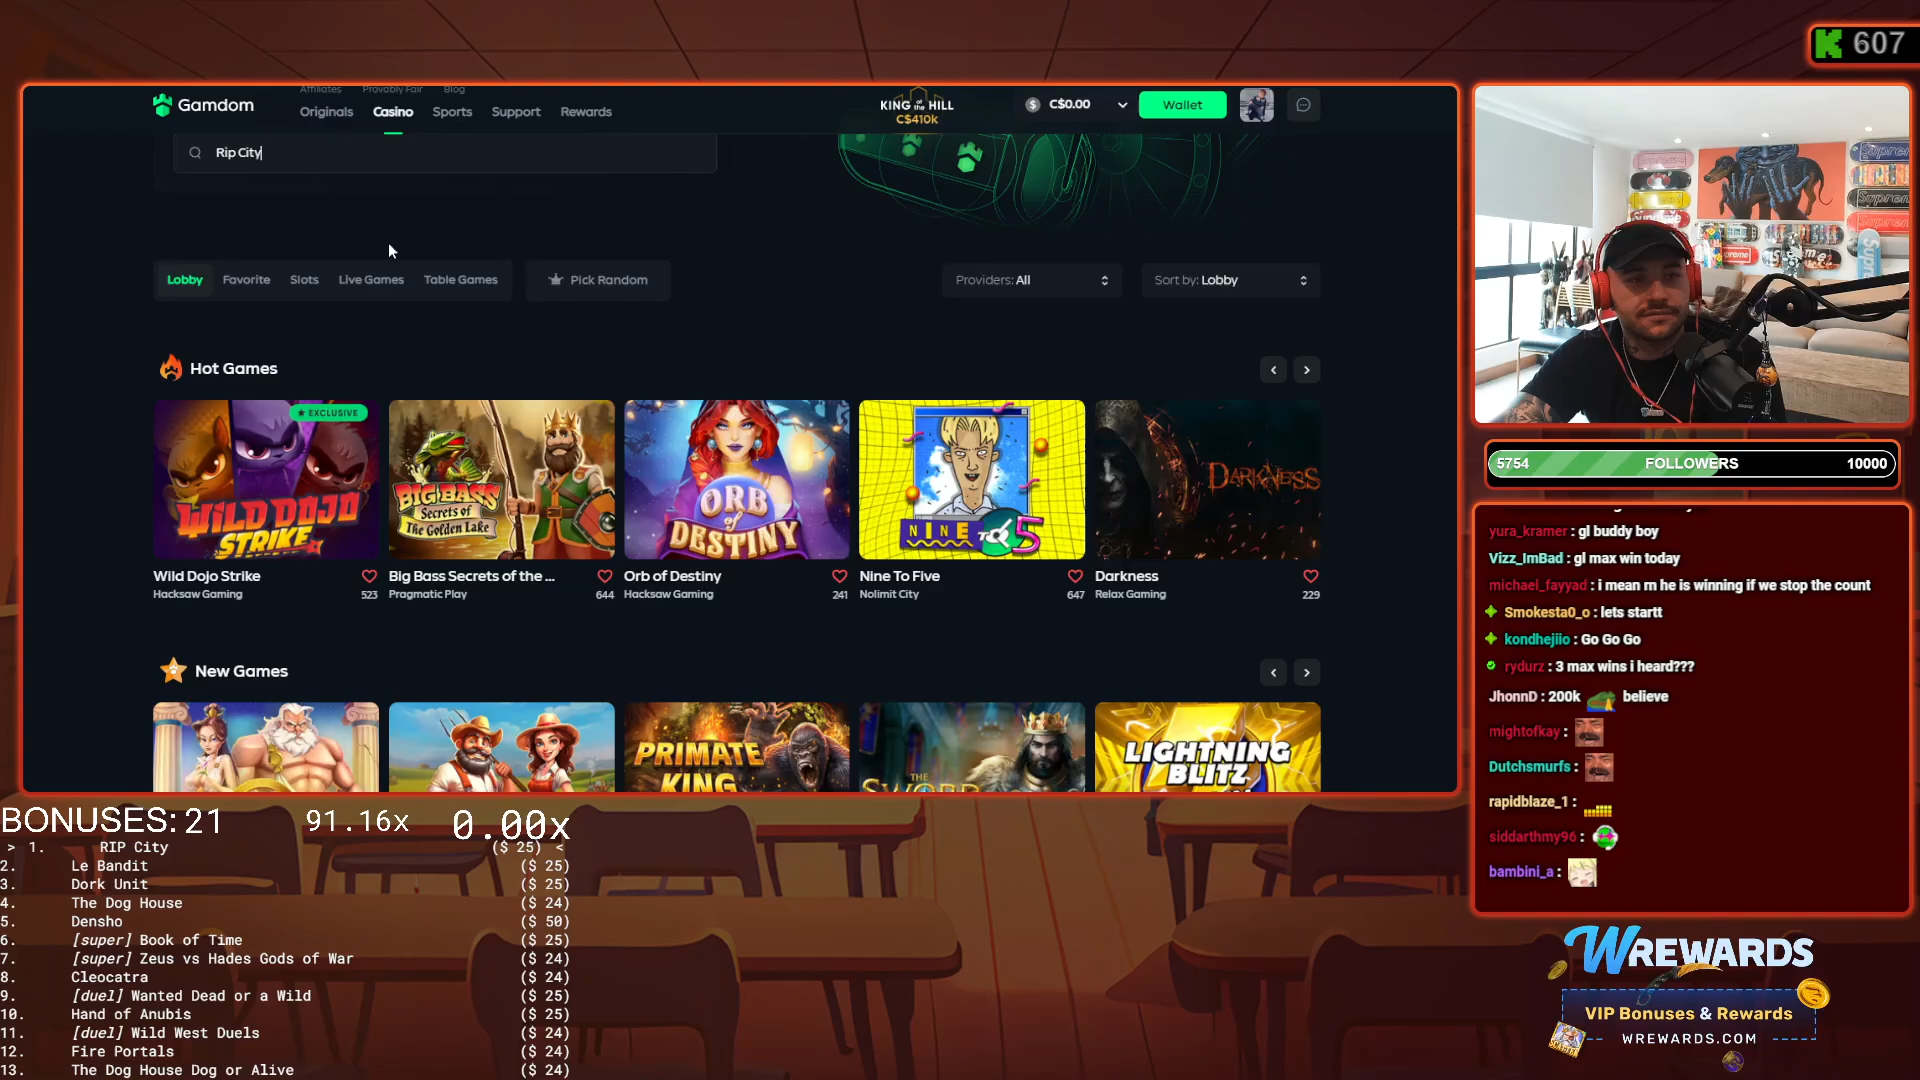 607
Affiliates Provably Fair Blog
Gamdom
Originals Casino Sports Support Rewards
KING of the HILL
C$410k
C$0.00
Wallet
Rip City
Lobby Favorite Slots Live Games Table Games Pick Random
Providers: All
Sort by: Lobby
Hot Games
EXCLUSIVE
WILD DOJO STRIKE
BIG BASS Secrets of The Golden Lake
ORB of DESTINY
NINE TO 5
DARKNESS
Wild Dojo Strike
Hacksaw Gaming 523
Big Bass Secrets of the ...
Pragmatic Play 644
Orb of Destiny
Hacksaw Gaming 241
Nine To Five
Nolimit City 647
Darkness
Relax Gaming 229
New Games
PRIMATE KING
THE SWORD
LIGHTNING BLITZ
Supreme
5754 FOLLOWERS 10000
yura_kramer : gl buddy boy
Vizz_ImBad : gl max win today
michael_fayyad : i mean rn he is winning if we stop the count
Smokesta0_o : lets startt
kondhejiio : Go Go Go
rydurz : 3 max wins i heard???
JhonnD : 200k believe
mightofkay :
Dutchsmurfs :
rapidblaze_1 :
siddarthmy96 :
bambini_a :
WREWARDS
VIP Bonuses & Rewards
WREWARDS.COM
BONUSES: 21 91.16x 0.00x
> 1. RIP City ($ 25) <
2. Le Bandit ($ 25)
3. Dork Unit ($ 25)
4. The Dog House ($ 24)
5. Densho ($ 50)
6. [super] Book of Time ($ 25)
7. [super] Zeus vs Hades Gods of War ($ 24)
8. Cleocatra ($ 24)
9. [duel] Wanted Dead or a Wild ($ 25)
10. Hand of Anubis ($ 25)
11. [duel] Wild West Duels ($ 24)
12. Fire Portals ($ 24)
13. The Dog House Dog or Alive ($ 24)